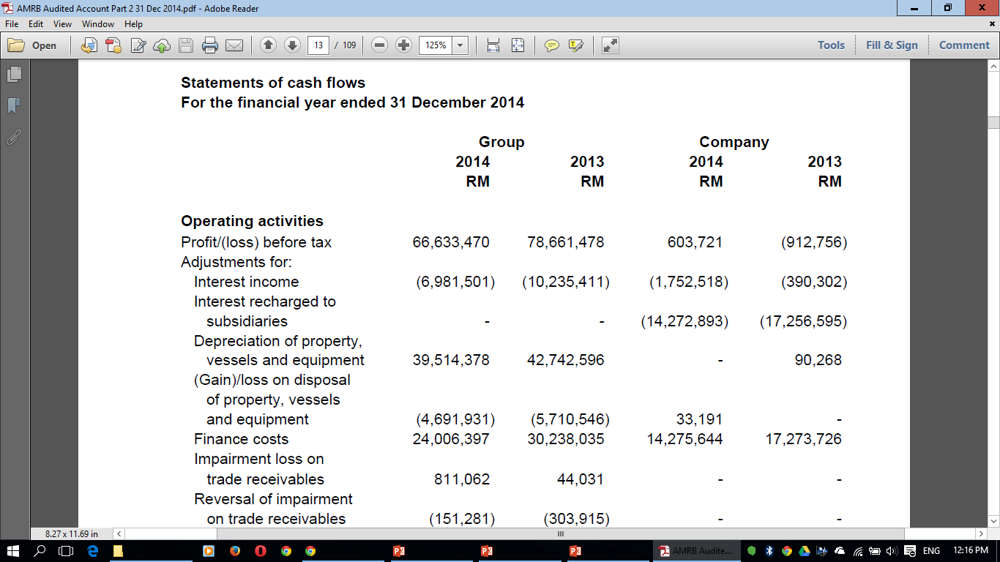 AMRB Audited Account Part 2 31 Dec 2014.pdf - Adobe Reader
File Edit View Window Help
Open 13 / 109 125% Tools Fill & Sign Comment
Statements of cash flows
For the financial year ended 31 December 2014
Group Company
2014 2013 2014 2013
RM RM RM RM
Operating activities
Profit/(loss) before tax 66,633,470 78,661,478 603,721 (912,756)
Adjustments for:
Interest income (6,981,501) (10,235,411) (1,752,518) (390,302)
Interest recharged to
subsidiaries - - (14,272,893) (17,256,595)
Depreciation of property,
vessels and equipment 39,514,378 42,742,596 - 90,268
(Gain)/loss on disposal
of property, vessels
and equipment (4,691,931) (5,710,546) 33,191 -
Finance costs 24,006,397 30,238,035 14,275,644 17,273,726
Impairment loss on
trade receivables 811,062 44,031 - -
Reversal of impairment
on trade receivables (151,281) (303,915) - -
8.27 x 11.69 in
AMRB Audite... ENG 12:16 PM